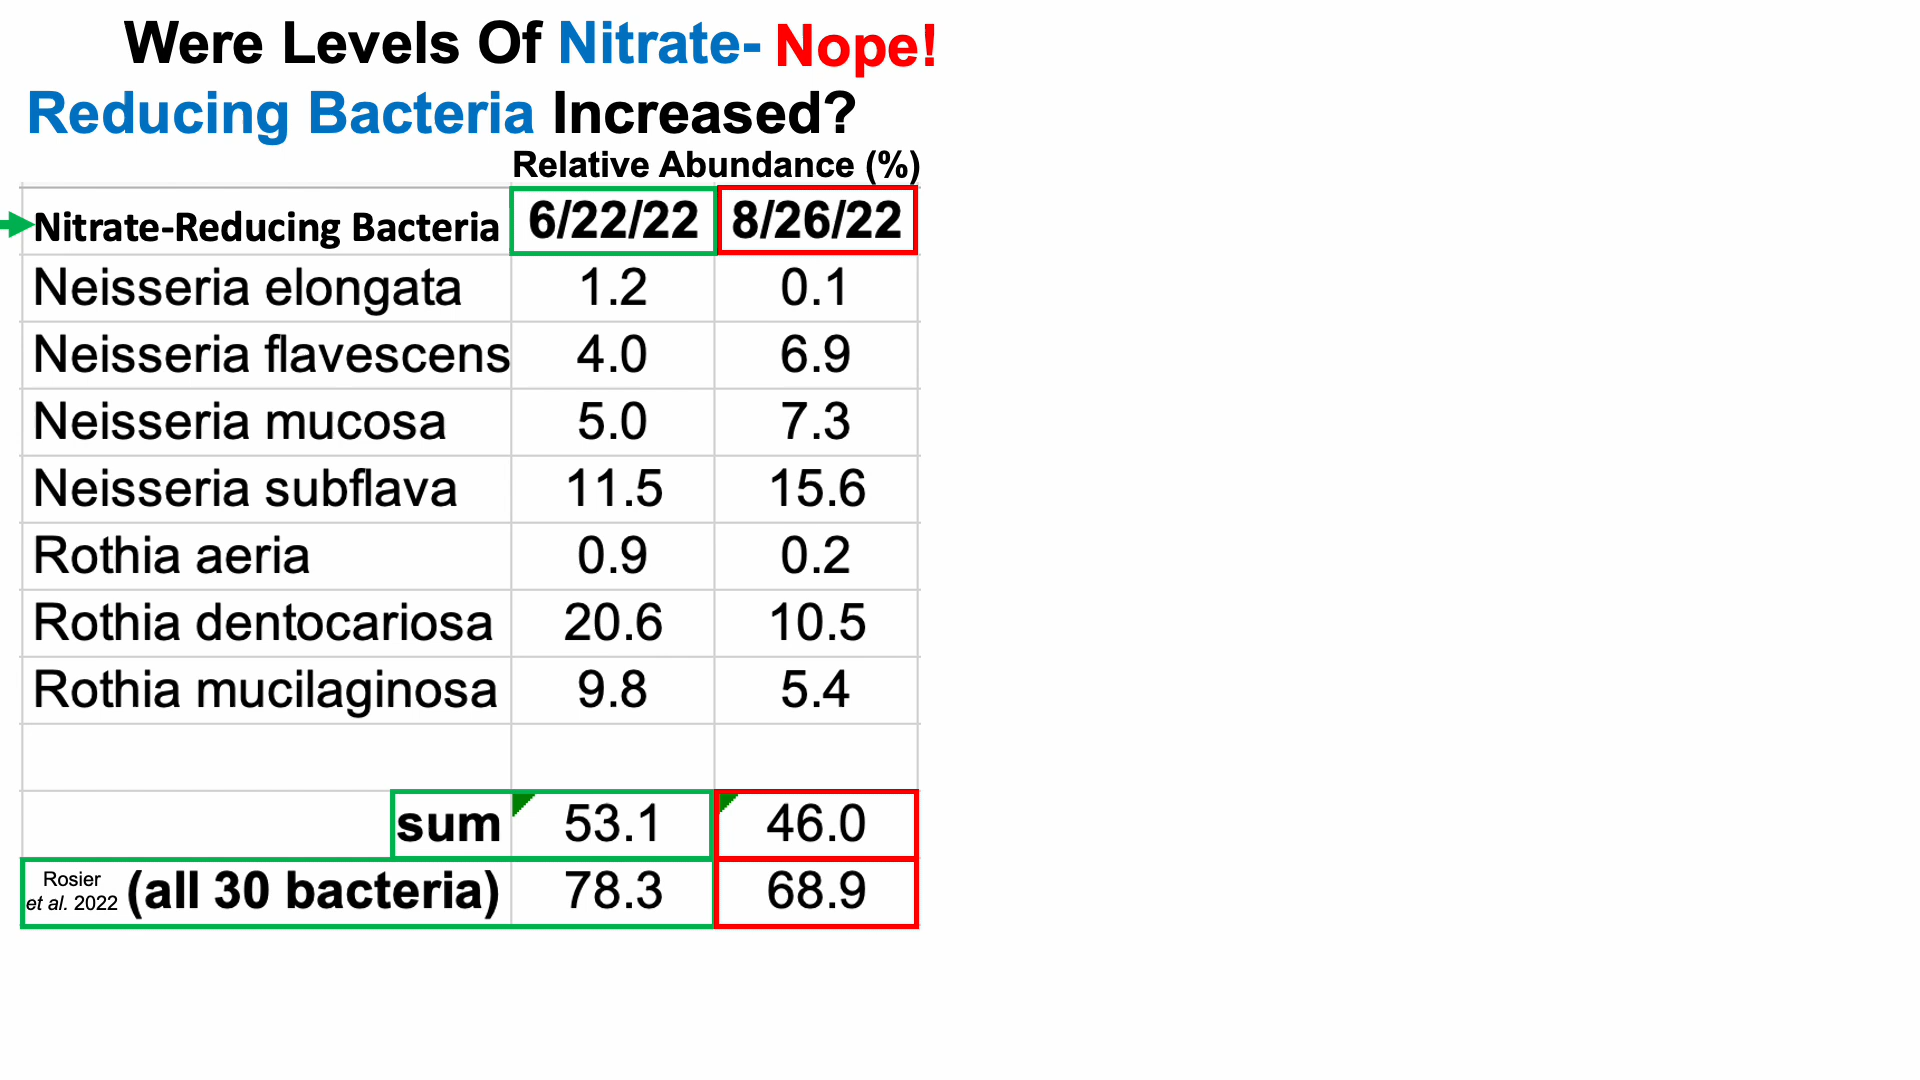 Were Levels Of Nitrate- Nope!
Reducing Bacteria Increased?
Relative Abundance (%)
Nitrate-Reducing Bacteria 6/22/22 8/26/22
Neisseria elongata 1.2 0.1
Neisseria flavescens 4.0 6.9
Neisseria mucosa 5.0 7.3
Neisseria subflava 11.5 15.6
Rothia aeria 0.9 0.2
Rothia dentocariosa 20.6 10.5
Rothia mucilaginosa 9.8 5.4
sum 53.1 46.0
Rosier
et al. 2022 (all 30 bacteria) 78.3 68.9